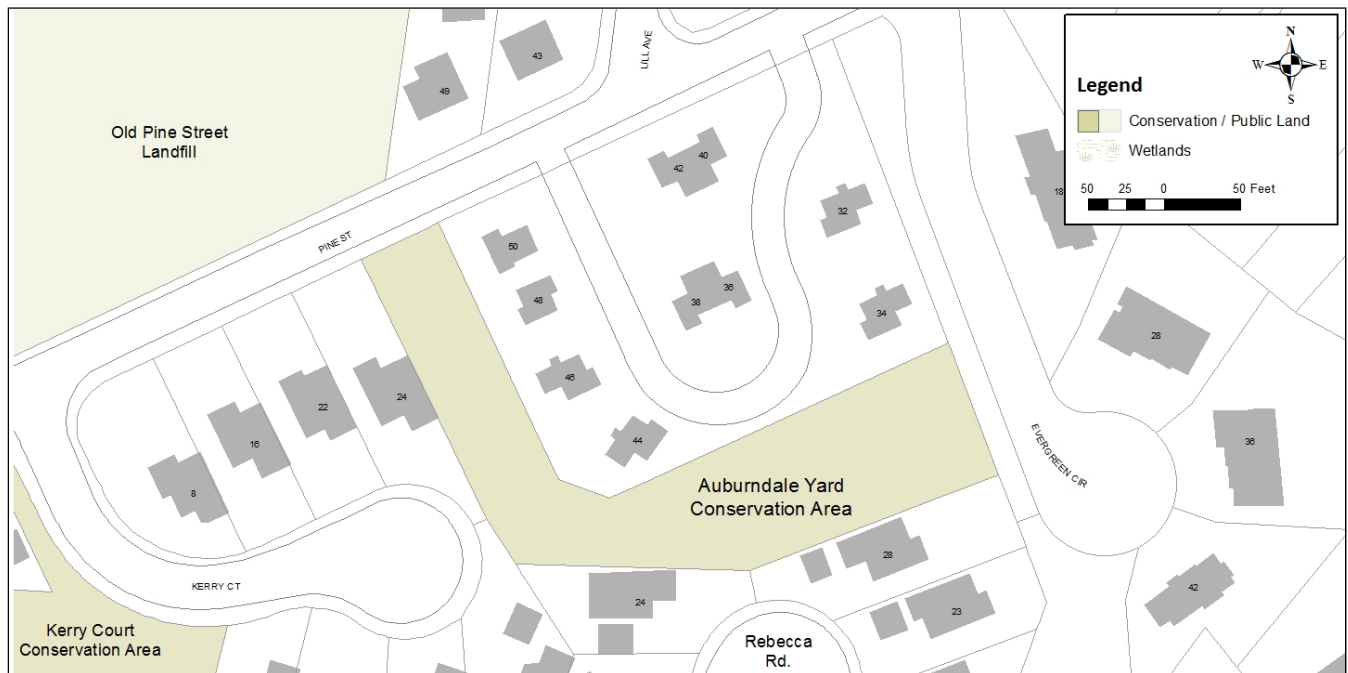 43
49
LILL AVE
N
W E
S
Legend
Conservation / Public Land
Wetlands
50 25 0 50 Feet
Old Pine Street
Landfill
40
42
18
32
PINE ST
50
48
36
38
34
28
46
24
22
16
8
44
36
EVERGREEN CIR
Auburndale Yard
Conservation Area
28
KERRY CT
42
24
23
Kerry Court
Conservation Area
Rebecca
Rd.